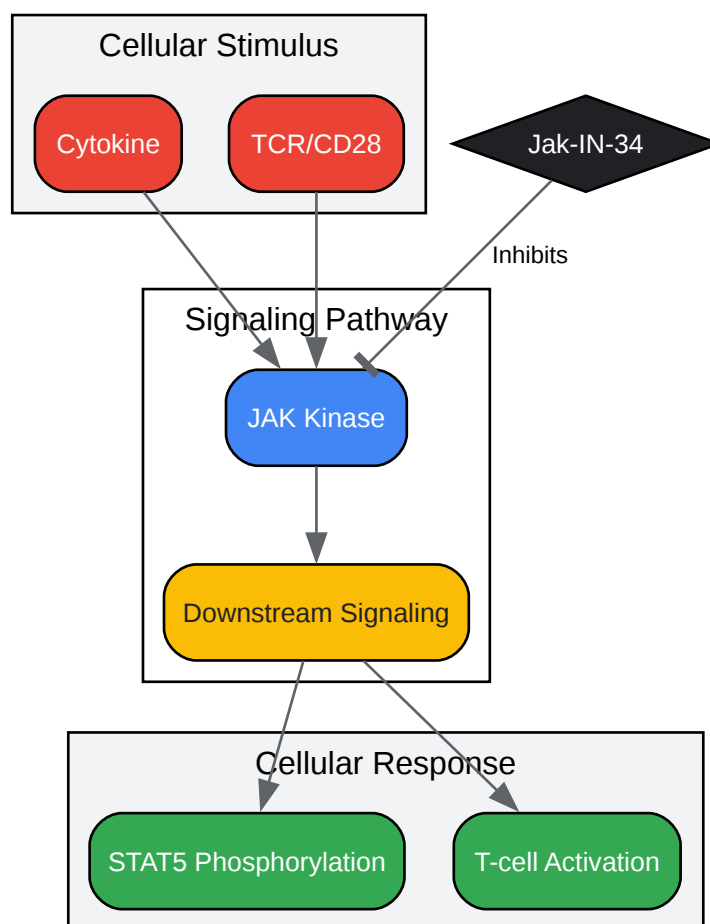 Cellular Stimulus
Cytokine
TCR/CD28
Jak-IN-34
Inhibits
Signaling Pathway
JAK Kinase
Downstream Signaling
Cellular Response
STAT5 Phosphorylation
T-cell Activation